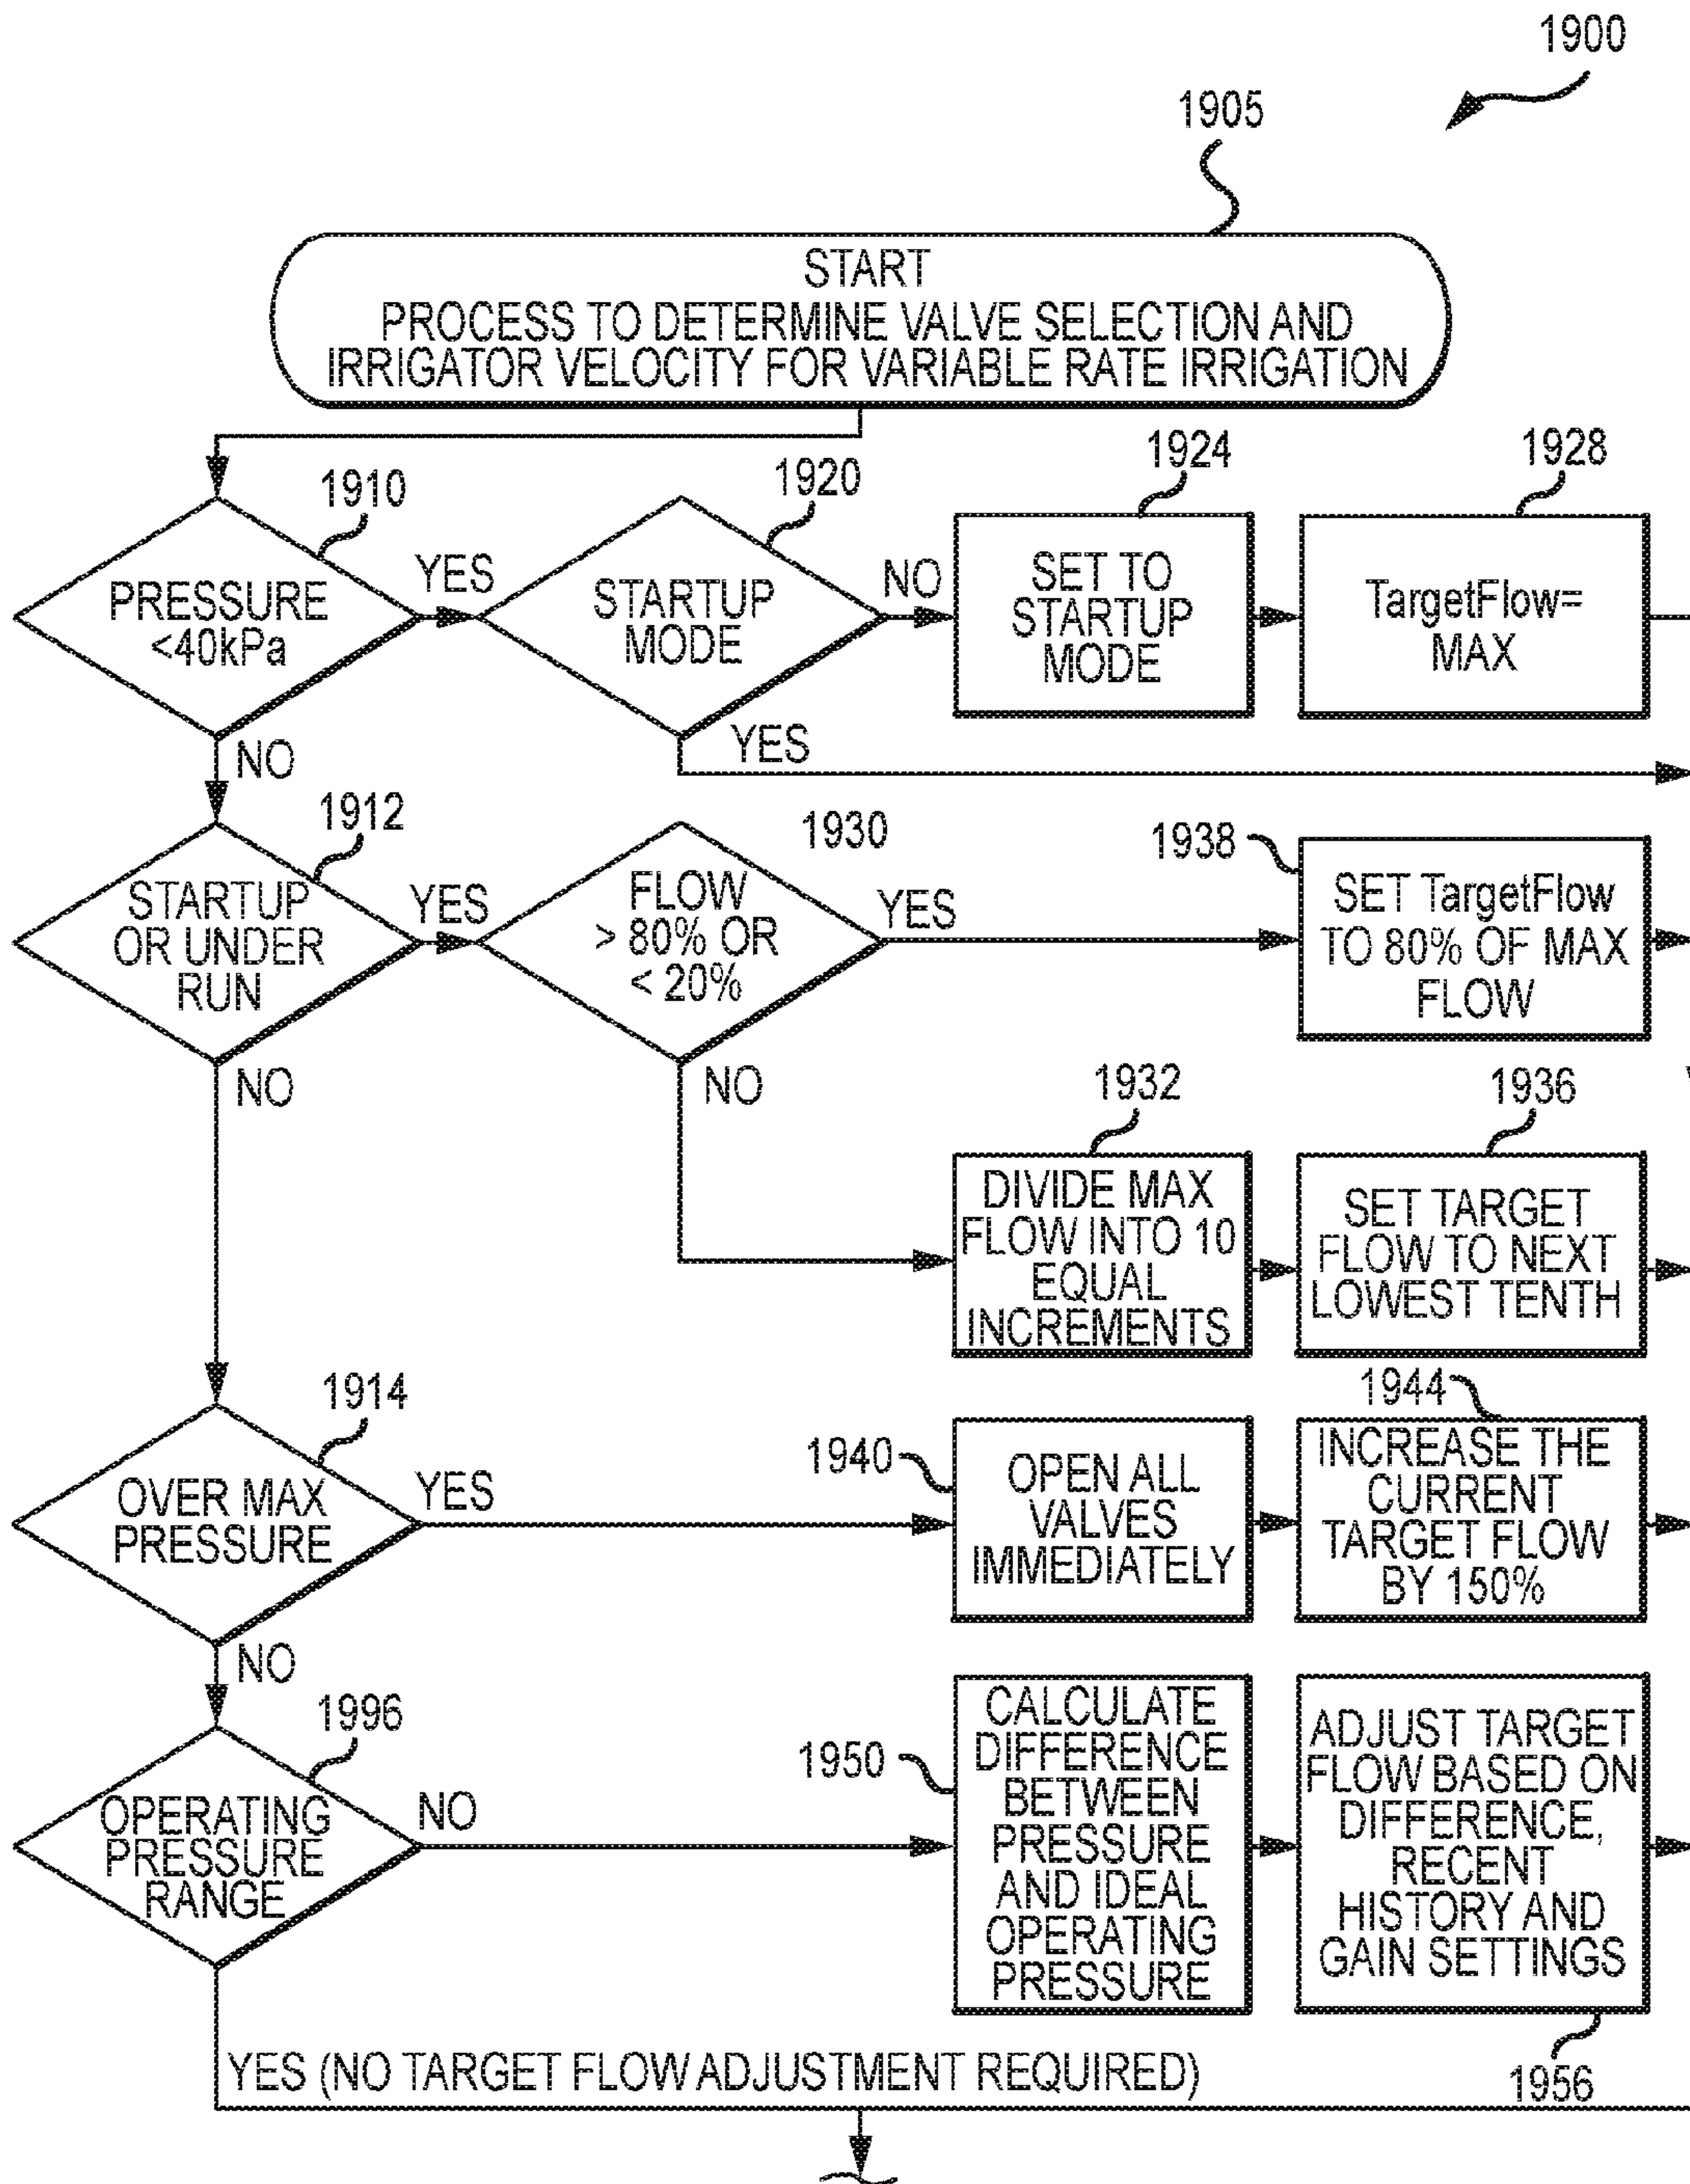 1900
1905
START
PROCESS TO DETERMINE VALVE SELECTION AND
IRRIGATOR VELOCITY FOR VARIABLE RATE IRRIGATION
1910
PRESSURE
<40kPa
YES
NO
1920
STARTUP
MODE
NO
YES
1924
SET TO
STARTUP
MODE
1928
TargetFlow=
MAX
1912
STARTUP
OR UNDER
RUN
YES
NO
1930
FLOW
> 80% OR
< 20%
YES
NO
1938
SET TargetFlow
TO 80% OF MAX
FLOW
1932
DIVIDE MAX
FLOW INTO 10
EQUAL
INCREMENTS
1936
SET TARGET
FLOW TO NEXT
LOWEST TENTH
1914
OVER MAX
PRESSURE
YES
NO
1940
OPEN ALL
VALVES
IMMEDIATELY
1944
INCREASE THE
CURRENT
TARGET FLOW
BY 150%
1996
OPERATING
PRESSURE
RANGE
NO
1950
CALCULATE
DIFFERENCE
BETWEEN
PRESSURE
AND IDEAL
OPERATING
PRESSURE
ADJUST TARGET
FLOW BASED ON
DIFFERENCE,
RECENT
HISTORY AND
GAIN SETTINGS
1956
YES (NO TARGET FLOW ADJUSTMENT REQUIRED)